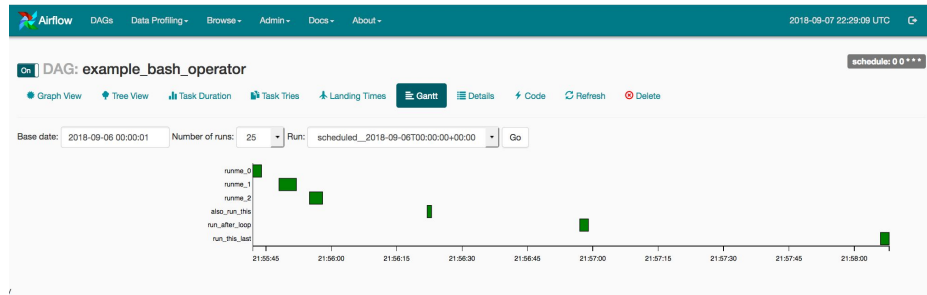 Airflow DAGs Data Profiling Browse Admin Docs About 2018-09-07 22:29:09 UTC
On DAG: example_bash_operator schedule: 0 0 * * *
Graph View Tree View Task Duration Task Tries Landing Times Gantt Details Code Refresh Delete
Base date: 2018-09-06 00:00:01 Number of runs: 25 Run: scheduled__2018-09-06T00:00:00+00:00 Go
runme_0
runme_1
runme_2
also_run_this
run_after_loop
run_this_last
21:55:45 21:56:00 21:56:15 21:56:30 21:56:45 21:57:00 21:57:15 21:57:30 21:57:45 21:58:00
/